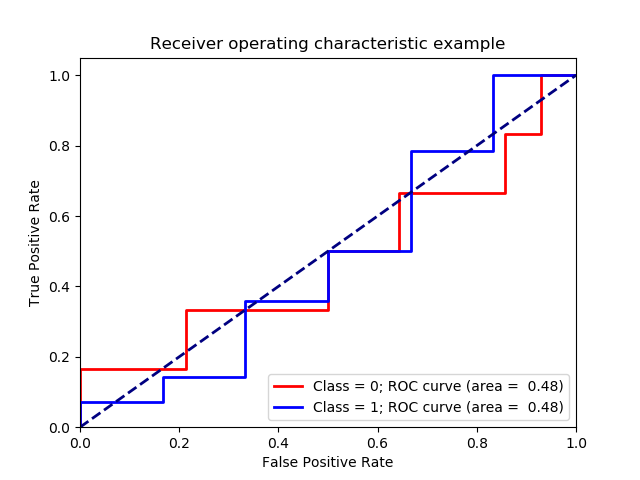 Receiver operating characteristic example
True Positive Rate
1.0
0.8
0.6
0.4
0.2
0.0
Class = 0; ROC curve (area =  0.48)
Class = 1; ROC curve (area =  0.48)
0.0 0.2 0.4 0.6 0.8 1.0
False Positive Rate